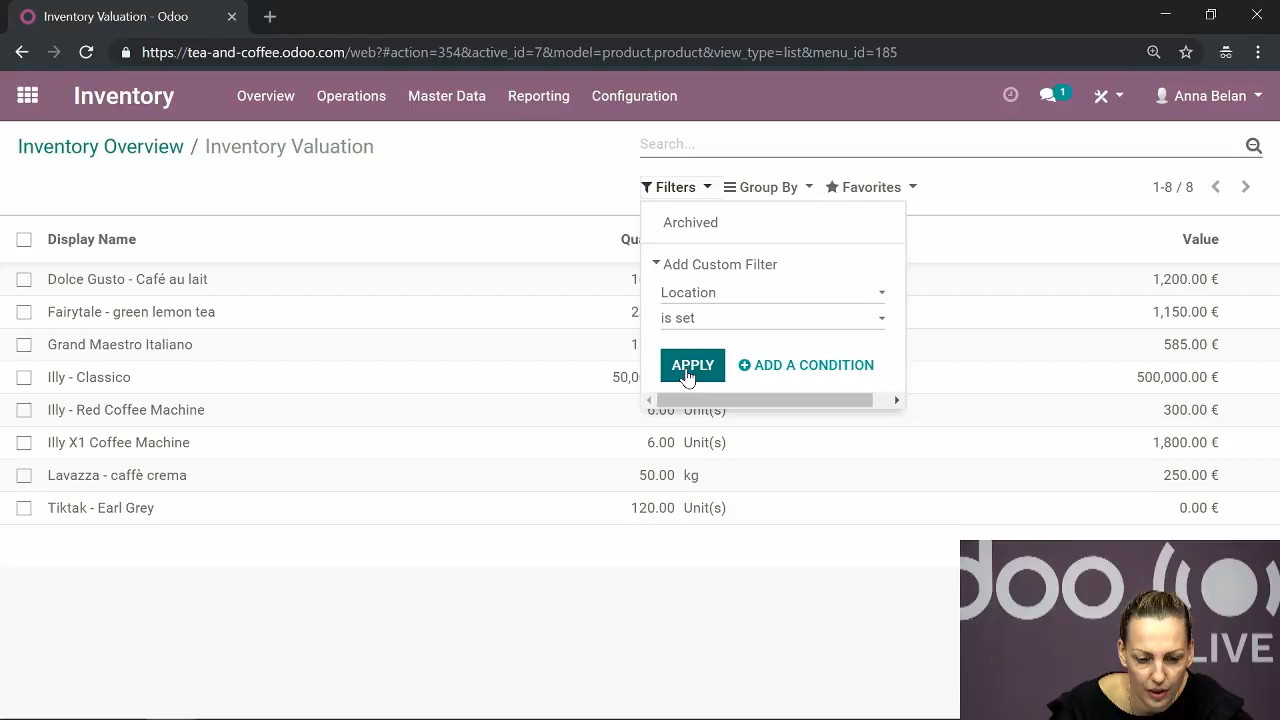 Inventory Valuation - Odoo
https://tea-and-coffee.odoo.com/web?#action=354&active_id=7&model=product.product&view_type=list&menu_id=185
Inventory Overview Operations Master Data Reporting Configuration 1 Anna Belan
Inventory Overview / Inventory Valuation Search...
Filters Group By Favorites 1-8 / 8
Archived
Display Name Value
Add Custom Filter
Dolce Gusto - Café au lait 1,200.00 €
Location
Fairytale - green lemon tea 1,150.00 €
is set
Grand Maestro Italiano 585.00 €
APPLY ADD A CONDITION
Illy - Classico 50,0 500,000.00 €
Illy - Red Coffee Machine 6.00 Unit(s) 300.00 €
Illy X1 Coffee Machine 6.00 Unit(s) 1,800.00 €
Lavazza - caffè crema 50.00 kg 250.00 €
Tiktak - Earl Grey 120.00 Unit(s) 0.00 €
doo
LIVE